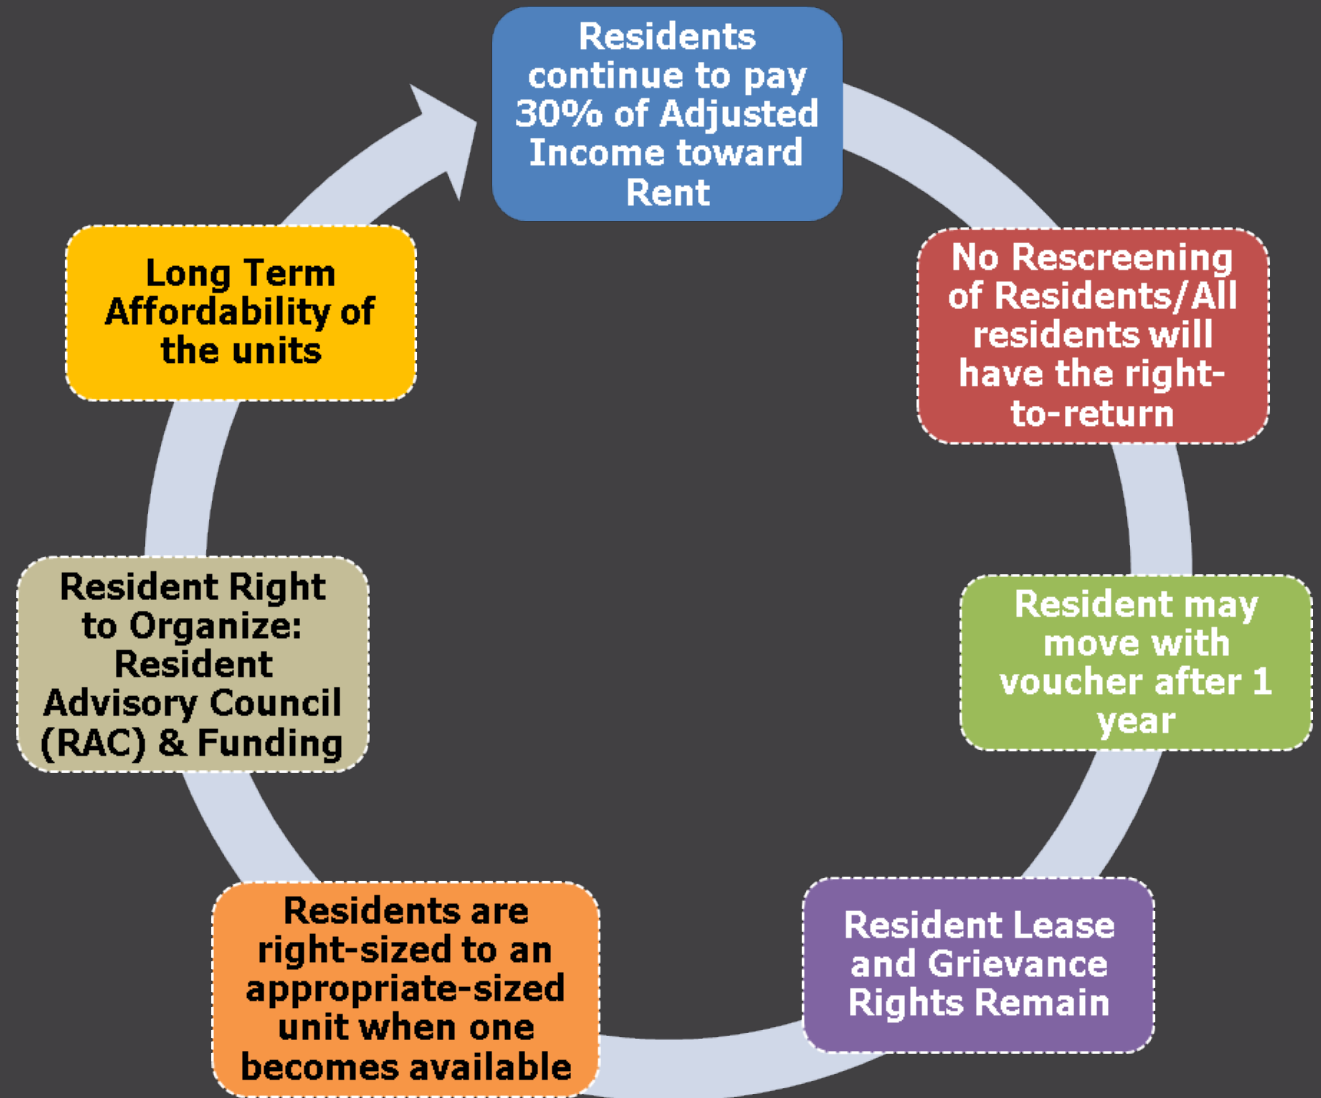 Residents
continue to pay
30% of Adjusted
Income toward
Rent
No Rescreening
of Residents/All
residents will
have the right-
to-return
Resident may
move with
voucher after 1
year
Resident Lease
and Grievance
Rights Remain
Residents are
right-sized to an
appropriate-sized
unit when one
becomes available
Resident Right
to Organize:
Resident
Advisory Council
(RAC) & Funding
Long Term
Affordability of
the units